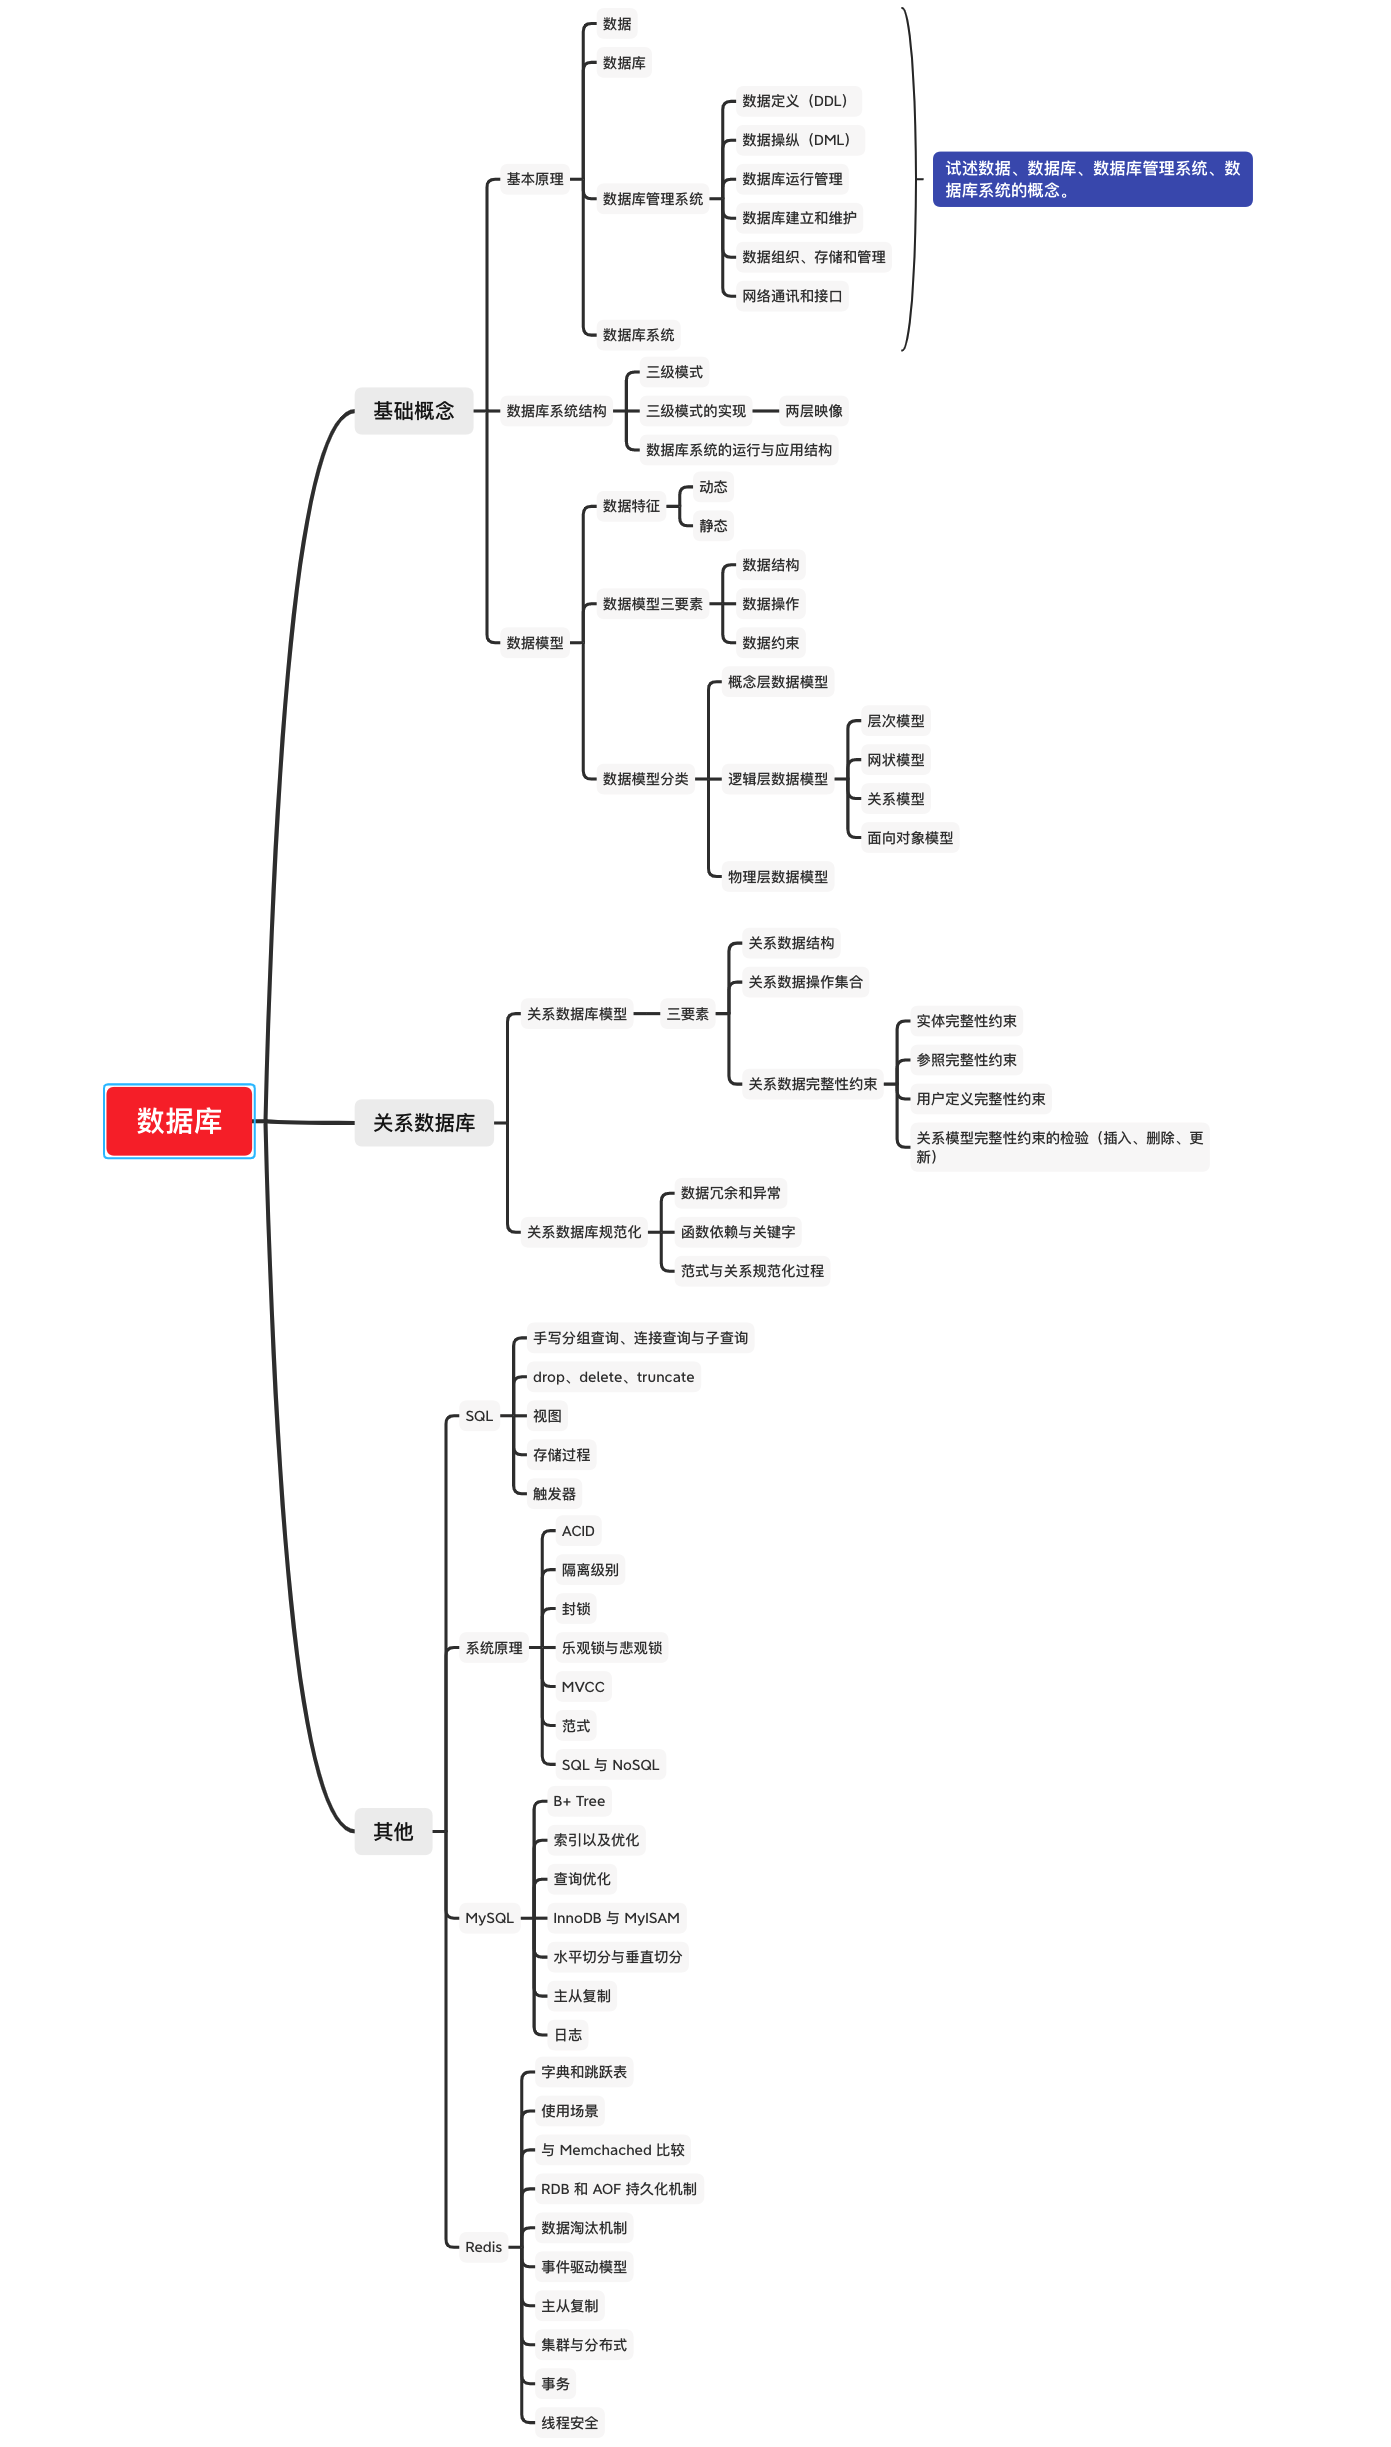 数据库
基础概念
基本原理
数据
数据库
数据库管理系统
数据定义（DDL）
数据操纵（DML）
数据库运行管理
数据库建立和维护
数据组织、存储和管理
网络通讯和接口
数据库系统
试述数据、数据库、数据库管理系统、数
据库系统的概念。
数据库系统结构
三级模式
三级模式的实现
两层映像
数据库系统的运行与应用结构
数据模型
数据特征
动态
静态
数据模型三要素
数据结构
数据操作
数据约束
数据模型分类
概念层数据模型
逻辑层数据模型
层次模型
网状模型
关系模型
面向对象模型
物理层数据模型
关系数据库
关系数据库模型
三要素
关系数据结构
关系数据操作集合
关系数据完整性约束
实体完整性约束
参照完整性约束
用户定义完整性约束
关系模型完整性约束的检验（插入、删除、更
新）
关系数据库规范化
数据冗余和异常
函数依赖与关键字
范式与关系规范化过程
其他
SQL
手写分组查询、连接查询与子查询
drop、delete、truncate
视图
存储过程
触发器
系统原理
ACID
隔离级别
封锁
乐观锁与悲观锁
MVCC
范式
SQL 与 NoSQL
MySQL
B+ Tree
索引以及优化
查询优化
InnoDB 与 MyISAM
水平切分与垂直切分
主从复制
日志
Redis
字典和跳跃表
使用场景
与 Memchached 比较
RDB 和 AOF 持久化机制
数据淘汰机制
事件驱动模型
主从复制
集群与分布式
事务
线程安全